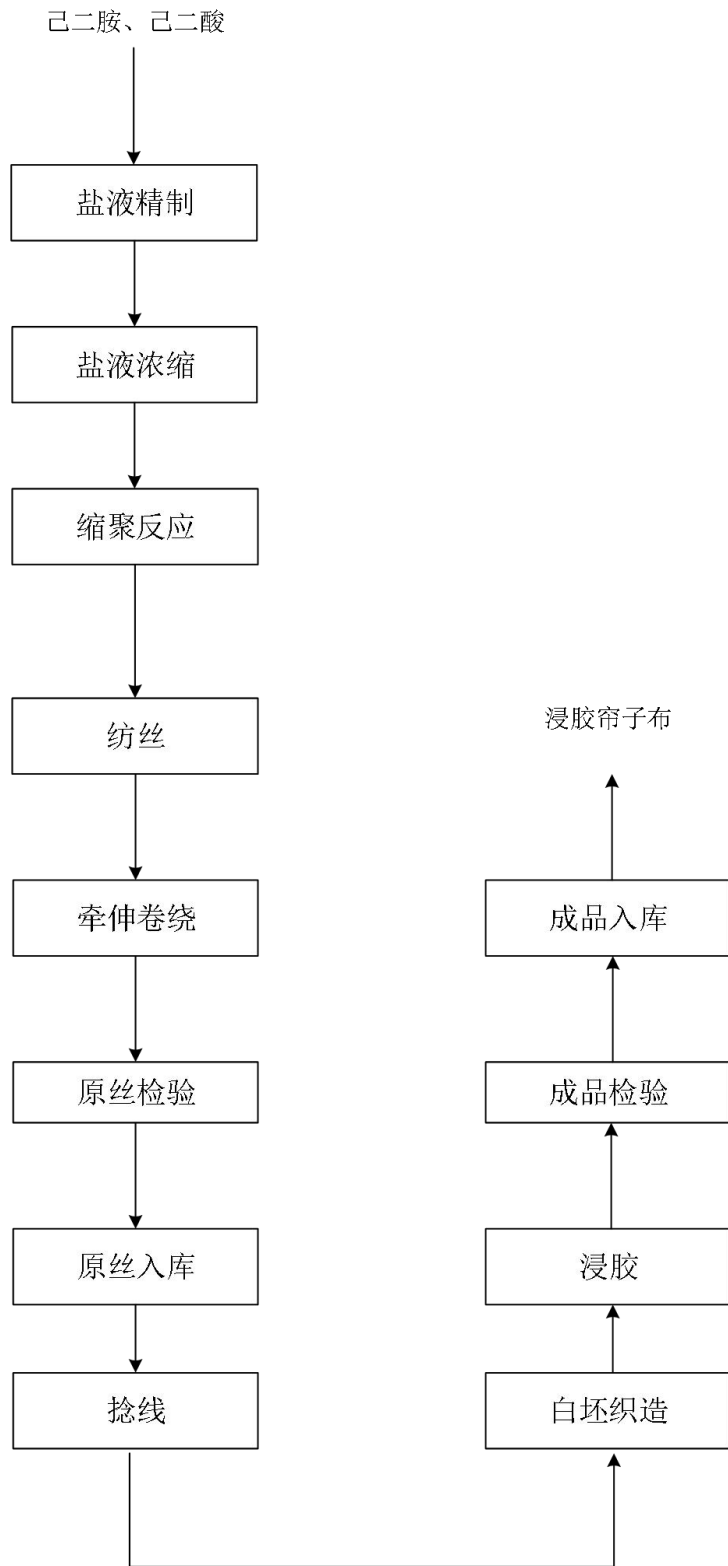 己二胺、己二酸
盐液精制
盐液浓缩
缩聚反应
纺丝
牵伸卷绕
原丝检验
原丝入库
捻线
白坯织造
浸胶
成品检验
成品入库
浸胶帘子布